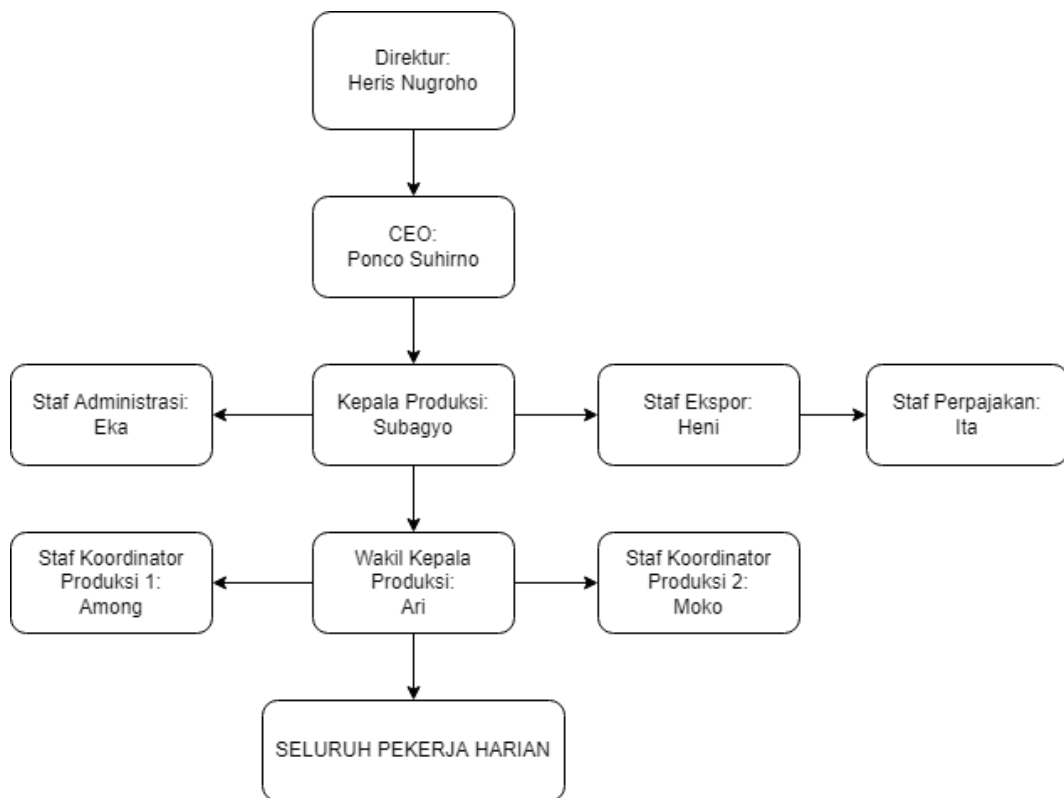 Direktur:
Heris Nugroho
CEO:
Ponco Suhirno
Staf Administrasi:
Eka
Kepala Produksi:
Subagyo
Staf Ekspor:
Heni
Staf Perpajakan:
Ita
Staf Koordinator
Produksi 1:
Among
Wakil Kepala
Produksi:
Ari
Staf Koordinator
Produksi 2:
Moko
SELURUH PEKERJA HARIAN